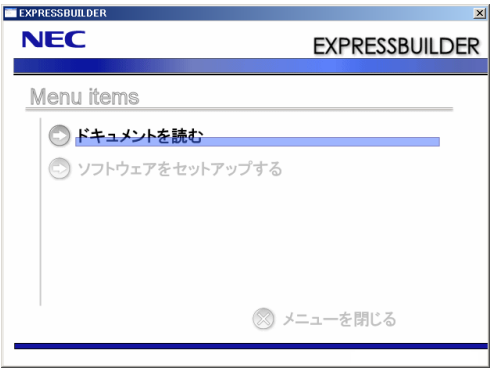 EXPRESSBUILDER
NEC
EXPRESSBUILDER
Menu items
ドキュメントを読む
ソフトウェアをセットアップする
メニューを閉じる